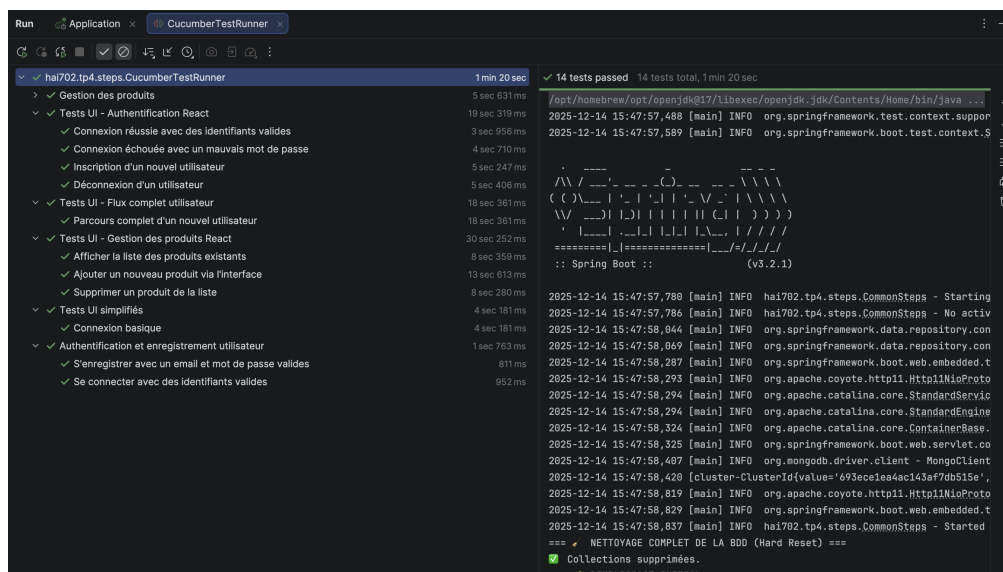 Run Application CucumberTestRunner
hai702.tp4.steps.CucumberTestRunner 1 min 20 sec
Gestion des produits 5 sec 631 ms
Tests UI - Authentification React 19 sec 319 ms
Connexion réussie avec des identifiants valides 3 sec 956 ms
Connexion échouée avec un mauvais mot de passe 4 sec 710 ms
Inscription d'un nouvel utilisateur 5 sec 247 ms
Déconnexion d'un utilisateur 5 sec 406 ms
Tests UI - Flux complet utilisateur 18 sec 361 ms
Parcours complet d'un nouvel utilisateur 18 sec 361 ms
Tests UI - Gestion des produits React 30 sec 252 ms
Afficher la liste des produits existants 8 sec 359 ms
Ajouter un nouveau produit via l'interface 13 sec 613 ms
Supprimer un produit de la liste 8 sec 280 ms
Tests UI simplifiés 4 sec 181 ms
Connexion basique 4 sec 181 ms
Authentification et enregistrement utilisateur 1 sec 763 ms
S'enregistrer avec un email et mot de passe valides 811 ms
Se connecter avec des identifiants valides 952 ms
14 tests passed 14 tests total, 1 min 20 sec
/opt/homebrew/opt/openjdk@17/libexec/openjdk.jdk/Contents/Home/bin/java ...
2025-12-14 15:47:57,488 [main] INFO org.springframework.test.context.suppor
2025-12-14 15:47:57,589 [main] INFO org.springframework.boot.test.context.S
:: Spring Boot :: (v3.2.1)
2025-12-14 15:47:57,780 [main] INFO hai702.tp4.steps.CommonSteps - Starting
2025-12-14 15:47:57,786 [main] INFO hai702.tp4.steps.CommonSteps - No activ
2025-12-14 15:47:58,044 [main] INFO org.springframework.data.repository.con
2025-12-14 15:47:58,069 [main] INFO org.springframework.data.repository.con
2025-12-14 15:47:58,287 [main] INFO org.springframework.boot.web.embedded.t
2025-12-14 15:47:58,293 [main] INFO org.apache.coyote.http11.Http11NioProto
2025-12-14 15:47:58,294 [main] INFO org.apache.catalina.core.StandardServic
2025-12-14 15:47:58,294 [main] INFO org.apache.catalina.core.StandardEngine
2025-12-14 15:47:58,324 [main] INFO org.apache.catalina.core.ContainerBase.
2025-12-14 15:47:58,325 [main] INFO org.springframework.boot.web.servlet.co
2025-12-14 15:47:58,407 [main] INFO org.mongodb.driver.client - MongoClient
2025-12-14 15:47:58,420 [cluster-ClusterId{value='693ece1ea4ac143af7db515e',
2025-12-14 15:47:58,819 [main] INFO org.apache.coyote.http11.Http11NioProto
2025-12-14 15:47:58,829 [main] INFO org.springframework.boot.web.embedded.t
2025-12-14 15:47:58,837 [main] INFO hai702.tp4.steps.CommonSteps - Started
=== 🧹 NETTOYAGE COMPLET DE LA BDD (Hard Reset) ===
✅ Collections supprimées.